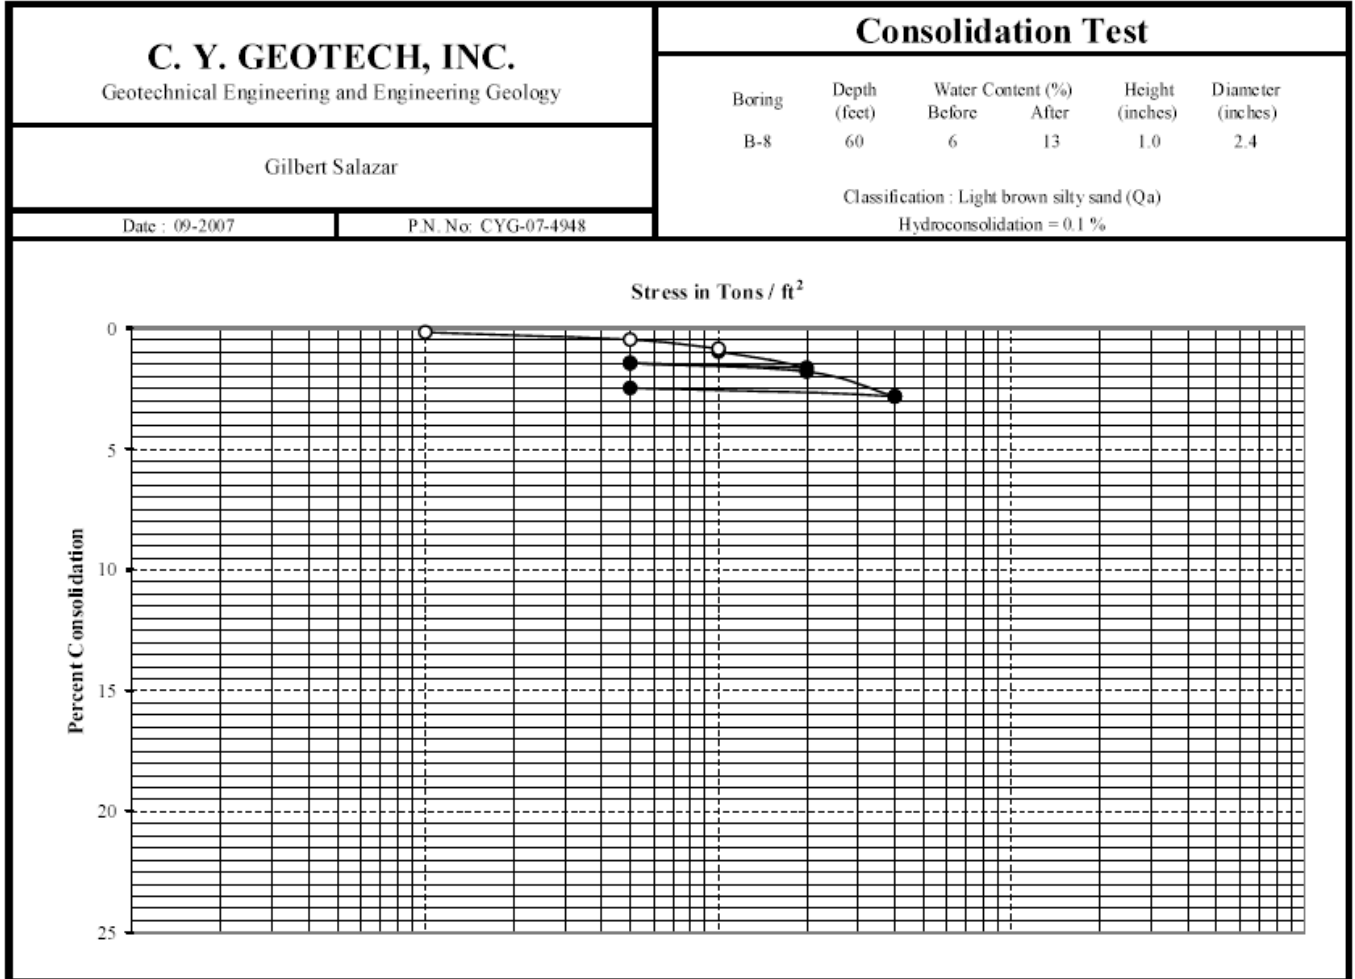 C. Y. GEOTECH, INC.
Geotechnical Engineering and Engineering Geology
Gilbert Salazar
Date : 09-2007
P.N. No: CYG-07-4948
Consolidation Test
Boring
Depth
(feet)
Water Content (%)
Before After
Height
(inches)
Diameter
(inches)
B-8 60 6 13 1.0 2.4
Classification : Light brown silty sand (Qa)
Hydroconsolidation = 0.1 %
Stress in Tons / ft²
Percent Consolidation
0
5
10
15
20
25